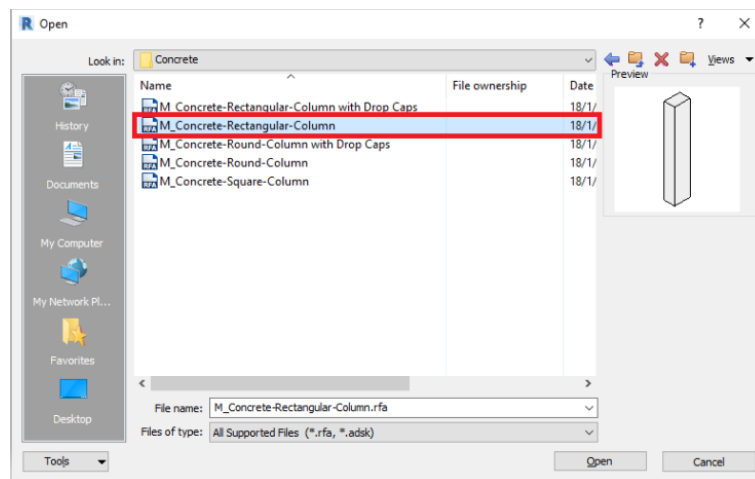 R Open ? X
Look in: Concrete Views
Preview
Name File ownership Date
M_Concrete-Rectangular-Column with Drop Caps 18/1/
M_Concrete-Rectangular-Column 18/1/
M_Concrete-Round-Column with Drop Caps 18/1/
M_Concrete-Round-Column 18/1/
M_Concrete-Square-Column 18/1/
History
Documents
My Computer
My Network Pl...
Favorites
Desktop
File name: M_Concrete-Rectangular-Column.rfa
Files of type: All Supported Files (*.rfa, *.adsk)
Tools Open Cancel